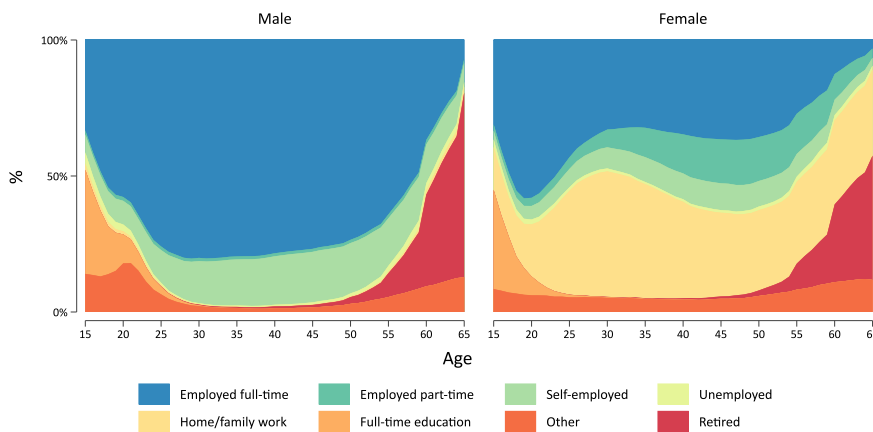 Male Female
100%
50%
0%
%
15 20 25 30 35 40 45 50 55 60 65 15 20 25 30 35 40 45 50 55 60 6
Age
Employed full-time Employed part-time Self-employed Unemployed
Home/family work Full-time education Other Retired